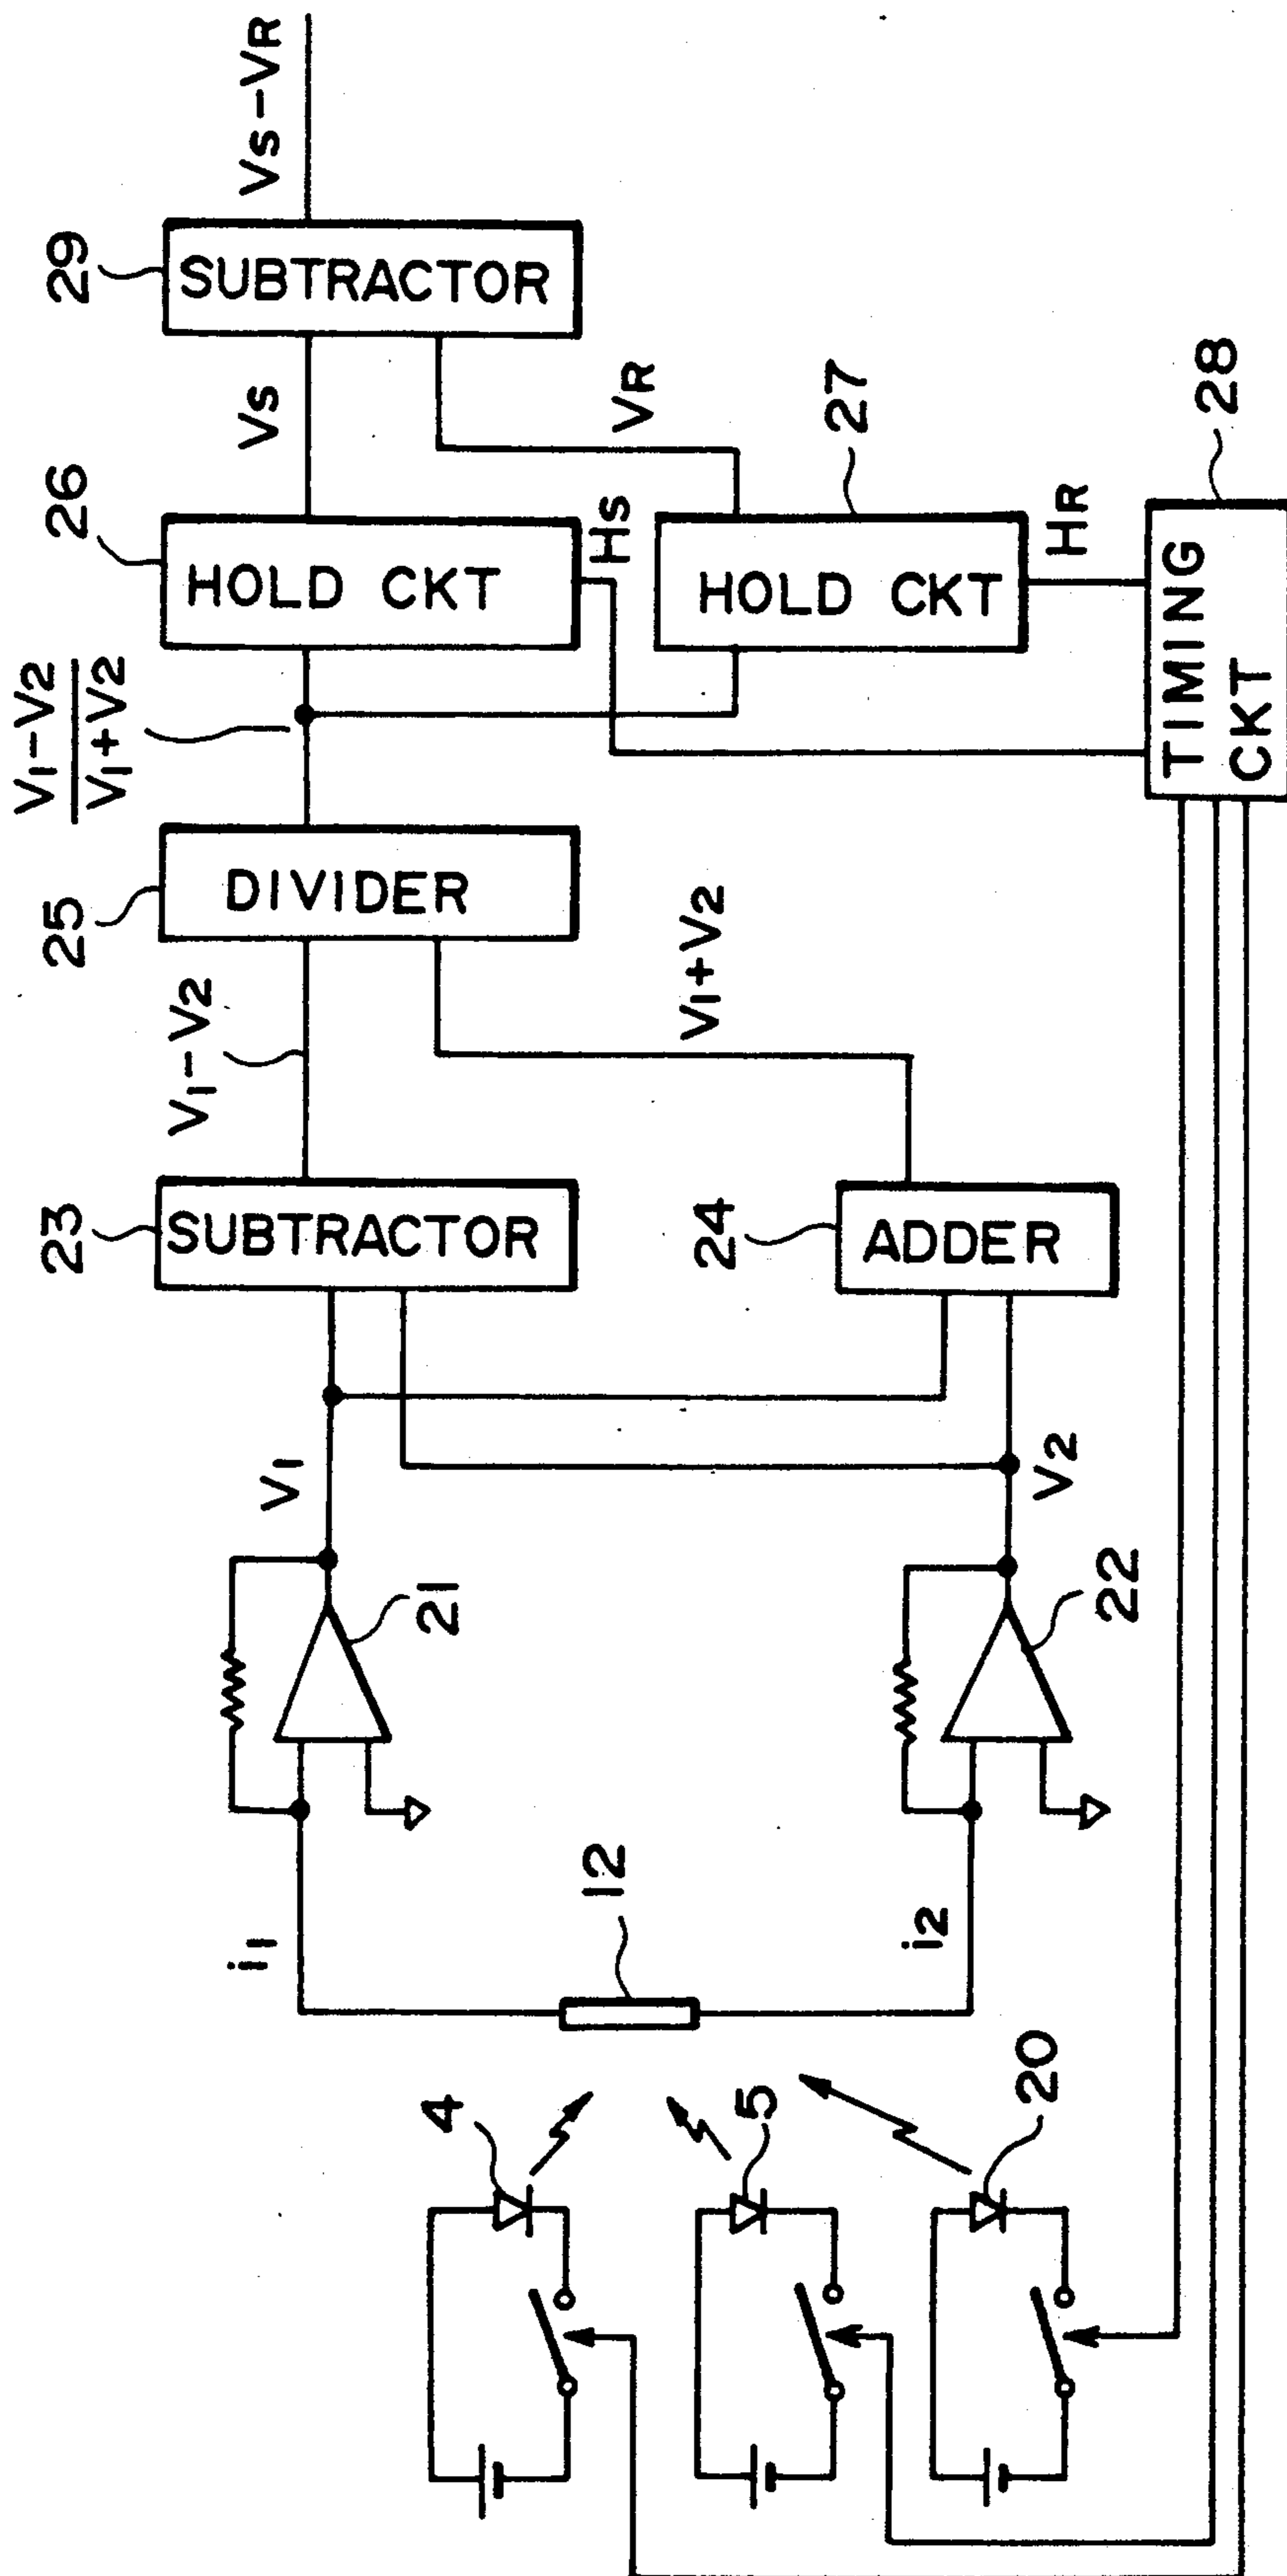 4
5
20
12
i1
i2
21
22
V1
V2
23
SUBTRACTOR
24
ADDER
V1-V2
V1+V2
25
DIVIDER
V1-V2
V1+V2
26
HOLD CKT
HS
27
HOLD CKT
HR
28
TIMING
CKT
VS
VR
29
SUBTRACTOR
VS-VR